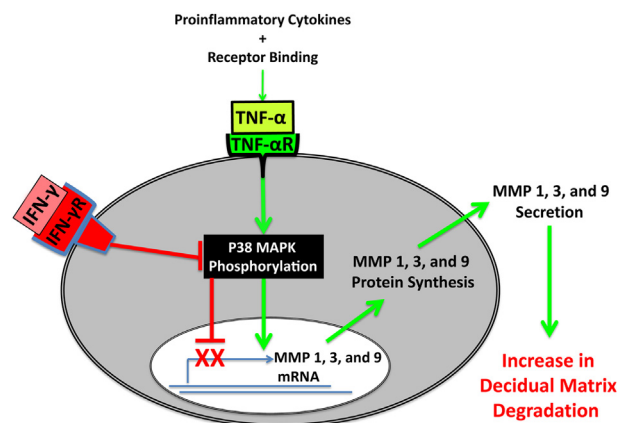 Proinflammatory Cytokines
+
Receptor Binding
TNF-α
TNF-αR
IFN-γ
IFN-γR
P38 MAPK
Phosphorylation
MMP 1, 3, and 9
Secretion
MMP 1, 3, and 9
Protein Synthesis
XX
MMP 1, 3, and 9
mRNA
Increase in
Decidual Matrix
Degradation